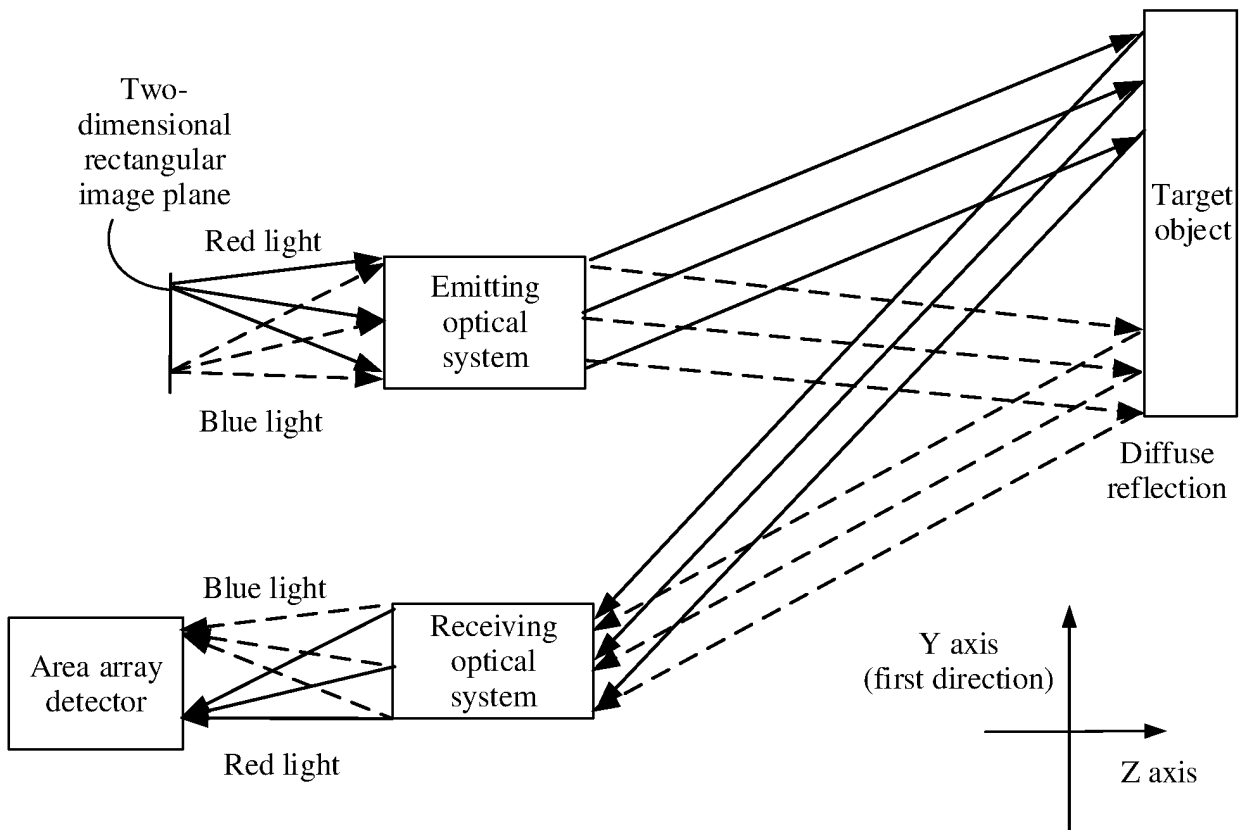 Two-
dimensional
rectangular
image plane
Red light
Emitting
optical
system
Blue light
Target
object
Diffuse
reflection
Blue light
Area array
detector
Receiving
optical
system
Red light
Y axis
(first direction)
Z axis